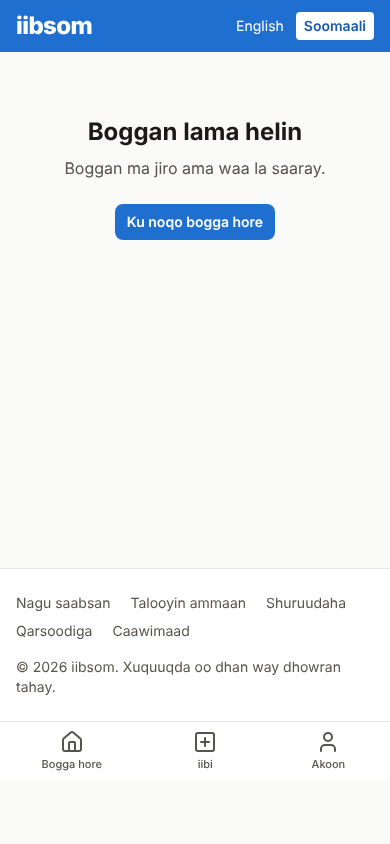 iibsom
English
Soomaali
Boggan lama helin
Boggan ma jiro ama waa la saaray.
Ku noqo bogga hore
Nagu saabsan
Talooyin ammaan
Shuruudaha
Qarsoodiga
Caawimaad
© 2026 iibsom. Xuquuqda oo dhan way dhowran
tahay.
Bogga hore
iibi
Akoon